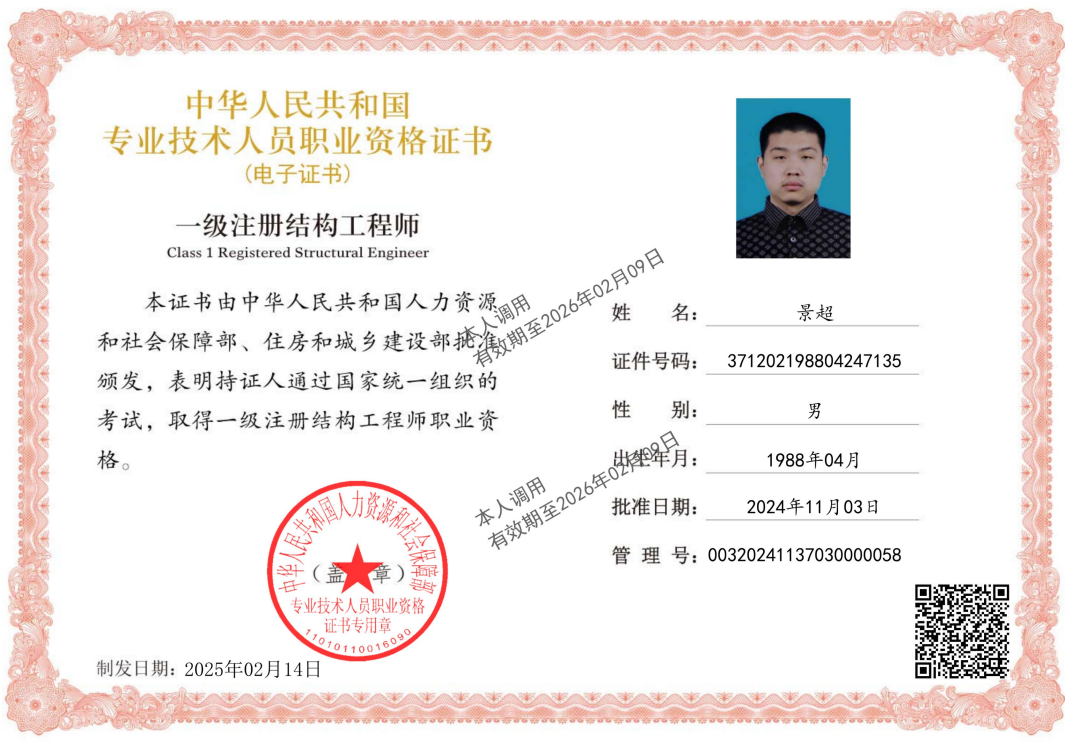 中华人民共和国
专业技术人员职业资格证书
(电子证书)
一级注册结构工程师
Class 1 Registered Structural Engineer
本证书由中华人民共和国人力资源
和社会保障部、住房和城乡建设部批准
颁发，表明持证人通过国家统一组织的
考试，取得一级注册结构工程师职业资
格。
本人调用
有效期至2026年02月09日
本人调用
有效期至2026年02月09日
中华人民共和国人力资源和社会保障部
（盖 章）
专业技术人员职业资格
证书专用章
11010110016090
制发日期：2025年02月14日
姓 名： 景超
证件号码： 371202198804247135
性 别： 男
出生年月： 1988年04月
批准日期： 2024年11月03日
管 理 号： 00320241137030000058